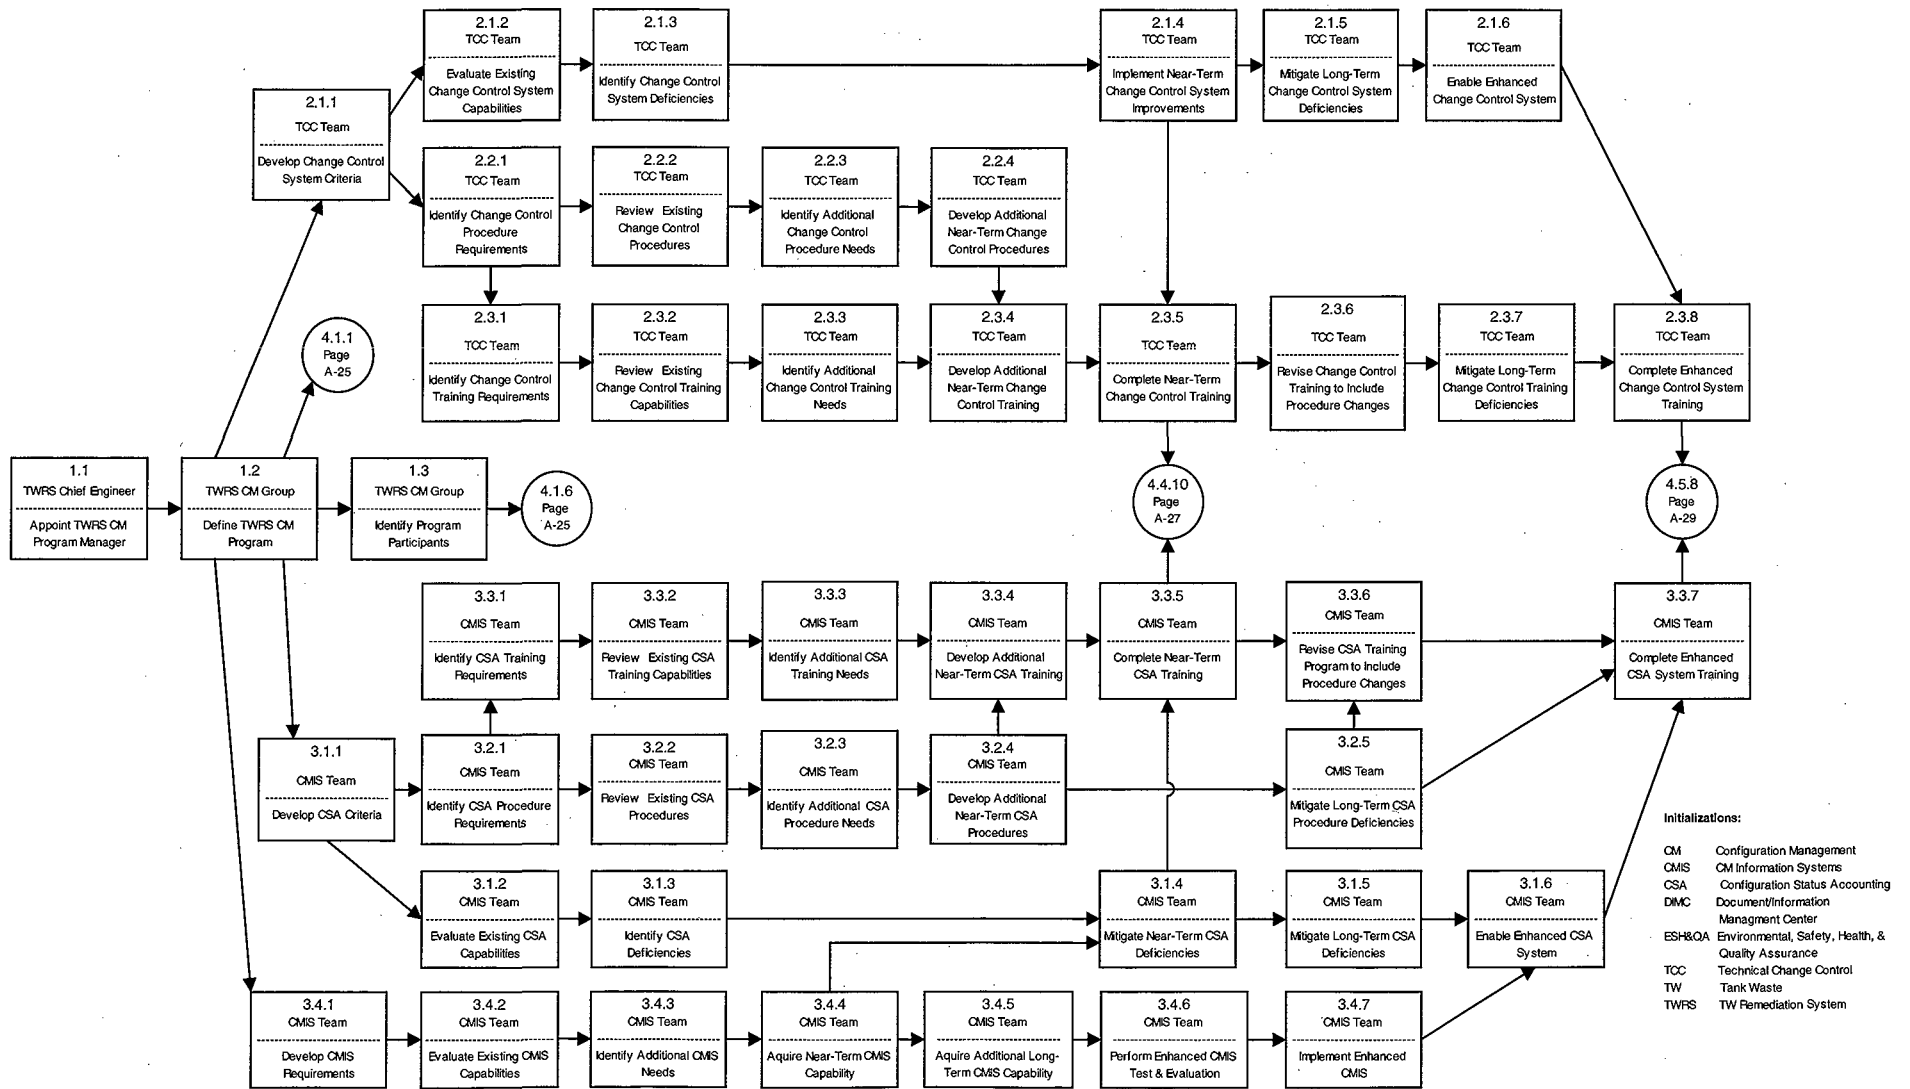 2.1.2
TCC Team
Evaluate Existing
Change Control System
Capabilities
2.1.3
TCC Team
Identify Change Control
System Deficiencies
2.1.4
TCC Team
Implement Near-Term
Change Control System
Improvements
2.1.5
TCC Team
Mitigate Long-Term
Change Control System
Deficiencies
2.1.6
TCC Team
Enable Enhanced
Change Control System
2.1.1
TCC Team
Develop Change Control
System Criteria
2.2.1
TCC Team
Identify Change Control
Procedure
Requirements
2.2.2
TCC Team
Review Existing
Change Control
Procedures
2.2.3
TCC Team
Identify Additional
Change Control
Procedure Needs
2.2.4
TCC Team
Develop Additional
Near-Term Change
Control Procedures
4.1.1
Page
A-25
2.3.1
TCC Team
Identify Change Control
Training Requirements
2.3.2
TCC Team
Review Existing
Change Control Training
Capabilities
2.3.3
TCC Team
Identify Additional
Change Control Training
Needs
2.3.4
TCC Team
Develop Additional
Near-Term Change
Control Training
2.3.5
TCC Team
Complete Near-Term
Change Control Training
2.3.6
TCC Team
Revise Change Control
Training to Include
Procedure Changes
2.3.7
TCC Team
Mitigate Long-Term
Change Control Training
Deficiencies
2.3.8
TCC Team
Complete Enhanced
Change Control System
Training
1.1
TWRS Chief Engineer
Appoint TWRS CM
Program Manager
1.2
TWRS CM Group
Define TWRS CM
Program
1.3
TWRS CM Group
Identify Program
Participants
4.1.6
Page
A-25
4.4.10
Page
A-27
4.5.8
Page
A-29
3.3.1
CMIS Team
Identify CSA Training
Requirements
3.3.2
CMIS Team
Review Existing CSA
Training Capabilities
3.3.3
CMIS Team
Identify Additional CSA
Training Needs
3.3.4
CMIS Team
Develop Additional
Near-Term CSA Training
3.3.5
CMIS Team
Complete Near-Term
CSA Training
3.3.6
CMIS Team
Revise CSA Training
Program to Include
Procedure Changes
3.3.7
CMIS Team
Complete Enhanced
CSA System Training
3.1.1
CMIS Team
Develop CSA Criteria
3.2.1
CMIS Team
Identify CSA Procedure
Requirements
3.2.2
CMIS Team
Review Existing CSA
Procedures
3.2.3
CMIS Team
Identify Additional CSA
Procedure Needs
3.2.4
CMIS Team
Develop Additional
Near-Term CSA
Procedures
3.2.5
CMIS Team
Mitigate Long-Term CSA
Procedure Deficiencies
3.1.2
CMIS Team
Evaluate Existing CSA
Capabilities
3.1.3
CMIS Team
Identify CSA
Deficiencies
3.1.4
CMIS Team
Mitigate Near-Term CSA
Deficiencies
3.1.5
CMIS Team
Mitigate Long-Term CSA
Deficiencies
3.1.6
CMIS Team
Enable Enhanced CSA
System
3.4.1
CMIS Team
Develop CMIS
Requirements
3.4.2
CMIS Team
Evaluate Existing CMIS
Capabilities
3.4.3
CMIS Team
Identify Additional CMIS
Needs
3.4.4
CMIS Team
Aquire Near-Term CMIS
Capability
3.4.5
CMIS Team
Aquire Additional Long-
Term CMIS Capability
3.4.6
CMIS Team
Perform Enhanced CMIS
Test & Evaluation
3.4.7
CMIS Team
Implement Enhanced
CMIS
Initializations:
CM Configuration Management
CMIS CM Information Systems
CSA Configuration Status Accounting
DIMC Document/Information
Managment Center
ESH&QA Environmental, Safety, Health, &
Quality Assurance
TCC Technical Change Control
TW Tank Waste
TWRS TW Remediation System